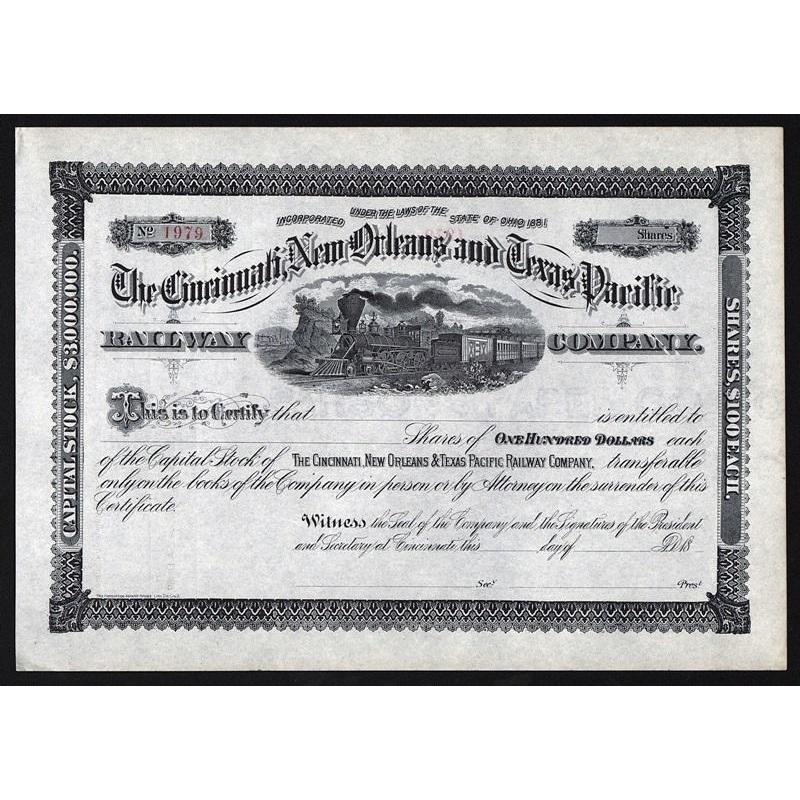 No 1979
INCORPORATED UNDER THE LAWS OF THE STATE OF OHIO 1881.
Shares
The Cincinnati, New Orleans and Texas Pacific
RAILWAY COMPANY.
CAPITAL STOCK, $3,000,000.
SHARES, $100 EACH.
This is to Certify that is entitled to
Shares of ONE HUNDRED DOLLARS each
of the Capital Stock of THE CINCINNATI, NEW ORLEANS & TEXAS PACIFIC RAILWAY COMPANY, transferable
only on the books of the Company in person or by Attorney on the surrender of this
Certificate.
Witness, the Seal of the Company and the Signatures of the President
and Secretary at Cincinnati this day of A.D. 18
Secy. Prest.